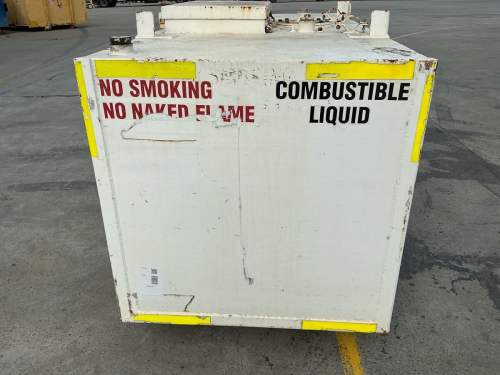 NO SMOKING
NO NAKED FLAME
COMBUSTIBLE
LIQUID